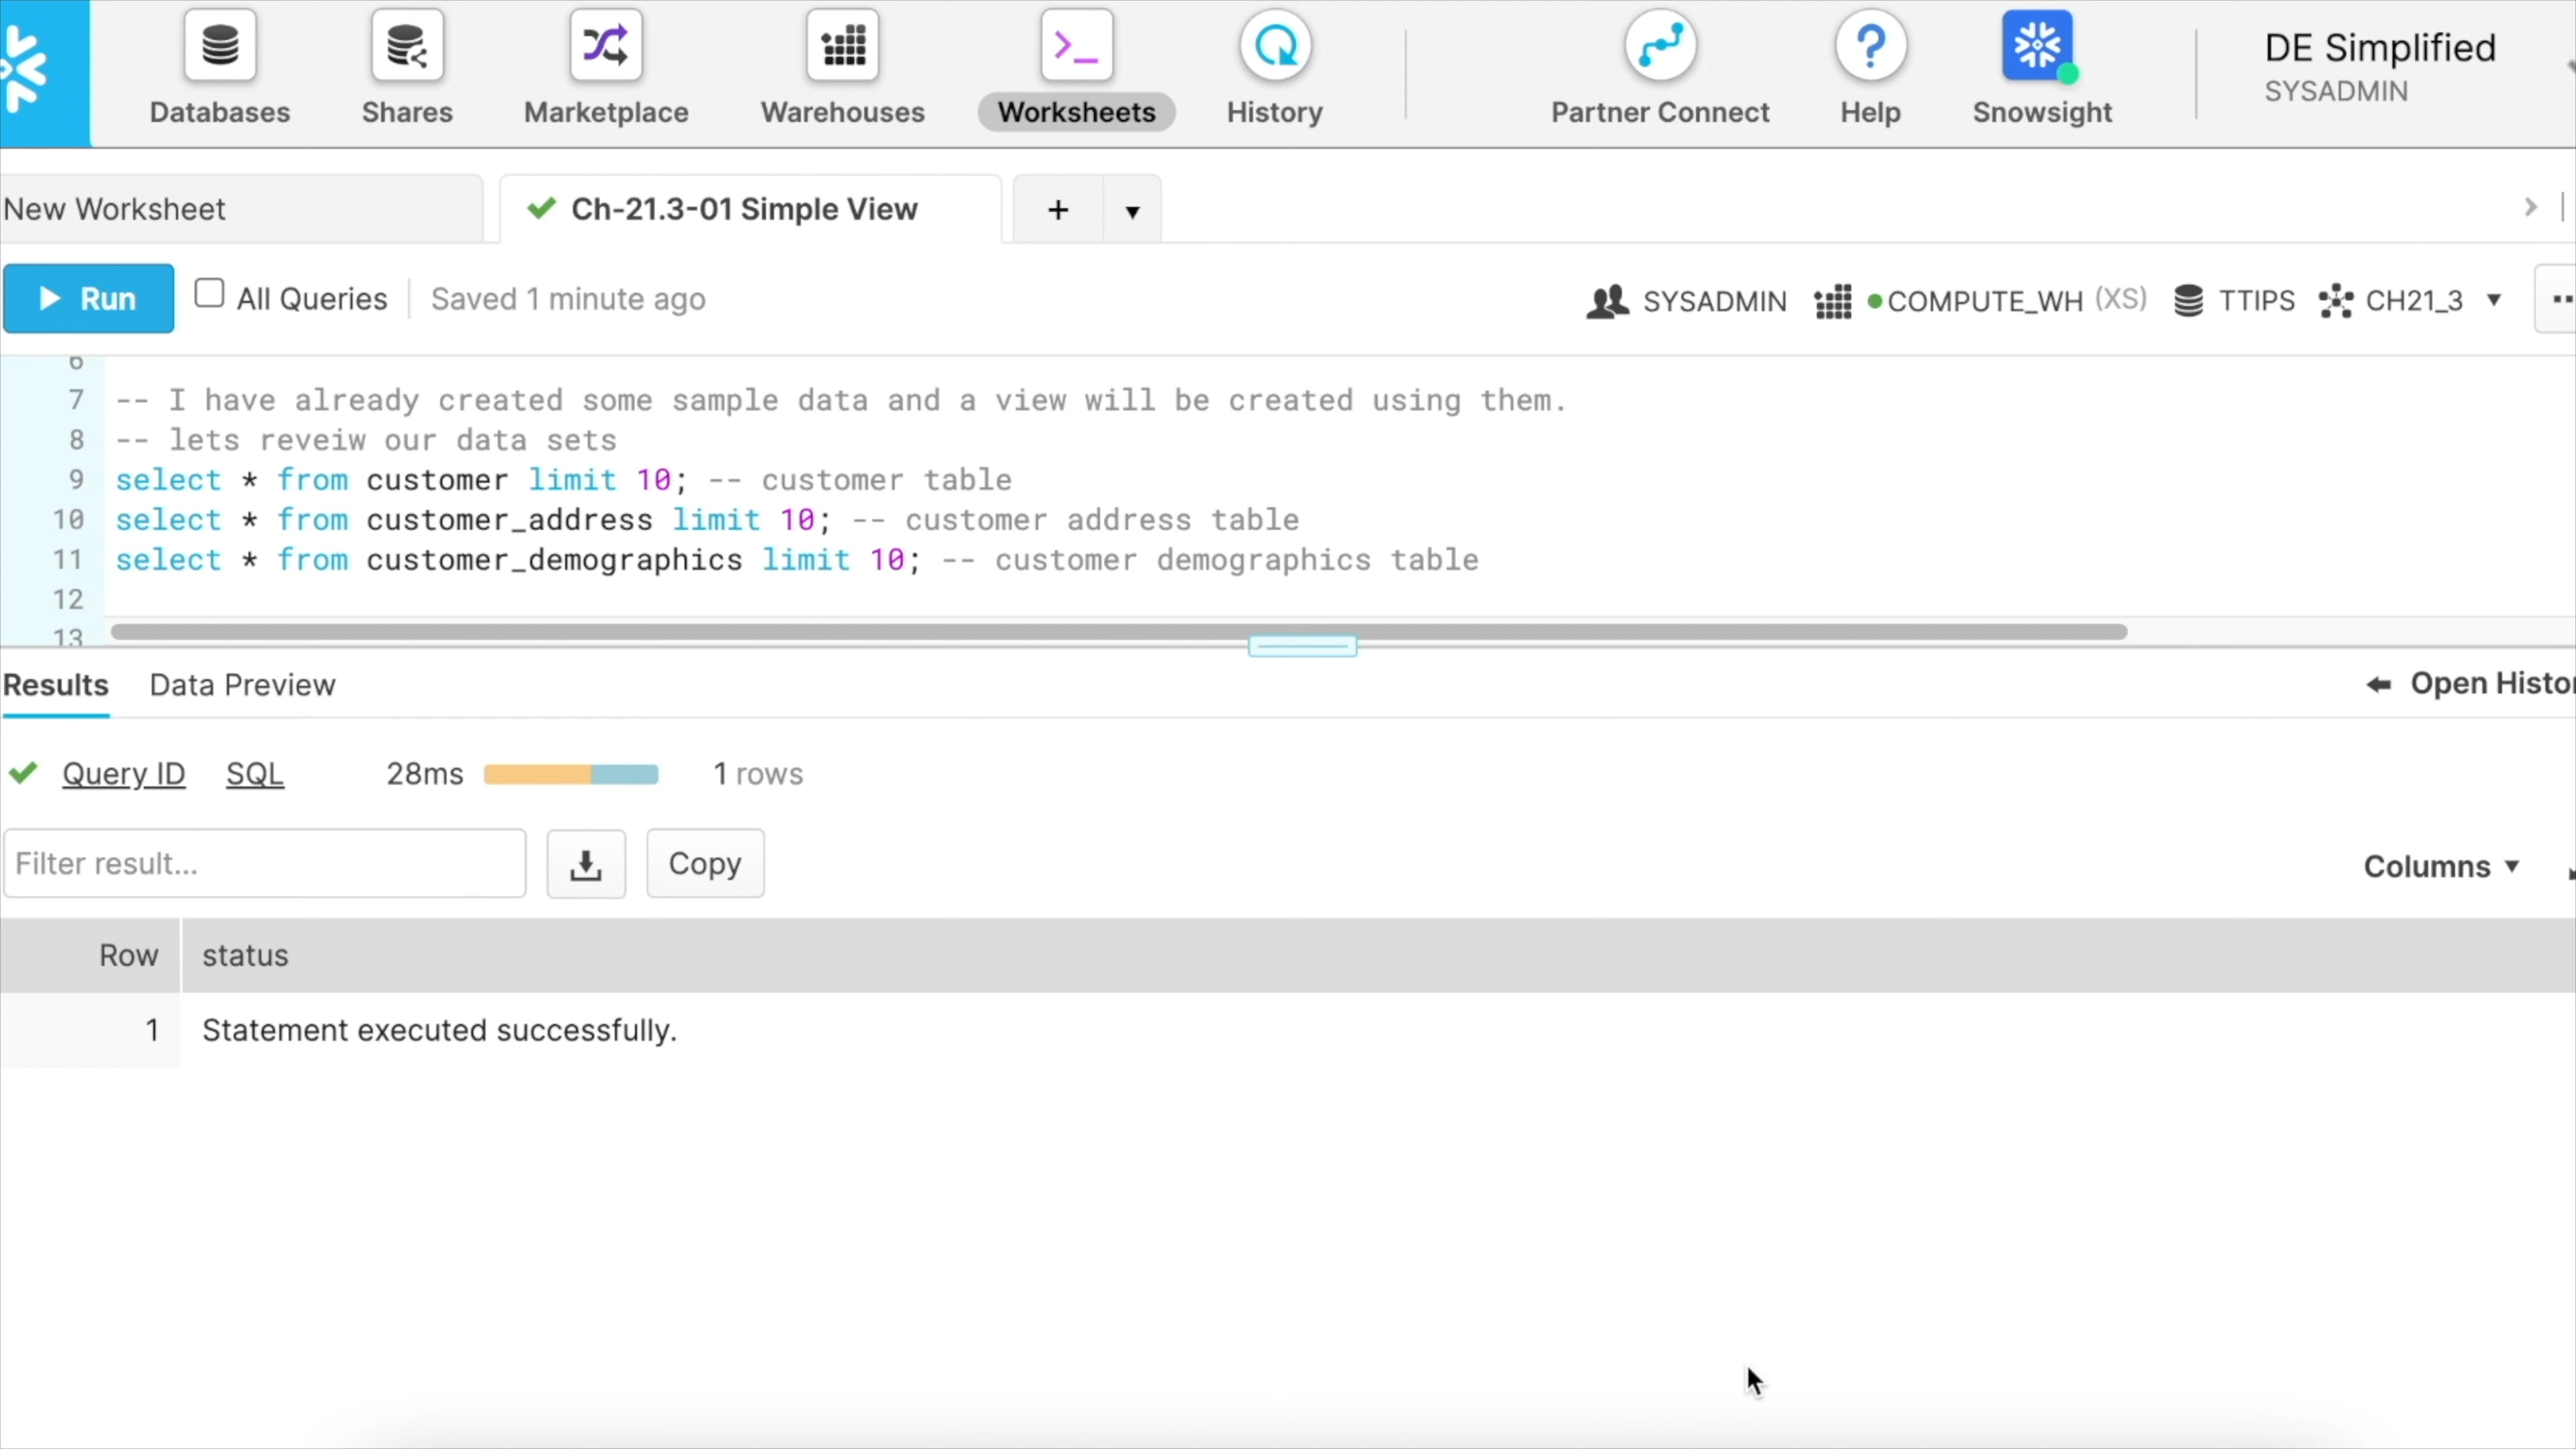 Databases Shares Marketplace Warehouses Worksheets History Partner Connect Help Snowsight
DE Simplified
SYSADMIN
New Worksheet Ch-21.3-01 Simple View + ▼
Run All Queries Saved 1 minute ago SYSADMIN COMPUTE_WH (XS) TTIPS CH21_3
6
7 -- I have already created some sample data and a view will be created using them.
8 -- lets reveiw our data sets
9 select * from customer limit 10; -- customer table
10 select * from customer_address limit 10; -- customer address table
11 select * from customer_demographics limit 10; -- customer demographics table
12
13
Results Data Preview Open Histor
Query ID SQL 28ms 1 rows
Filter result... Copy Columns
Row status
1 Statement executed successfully.